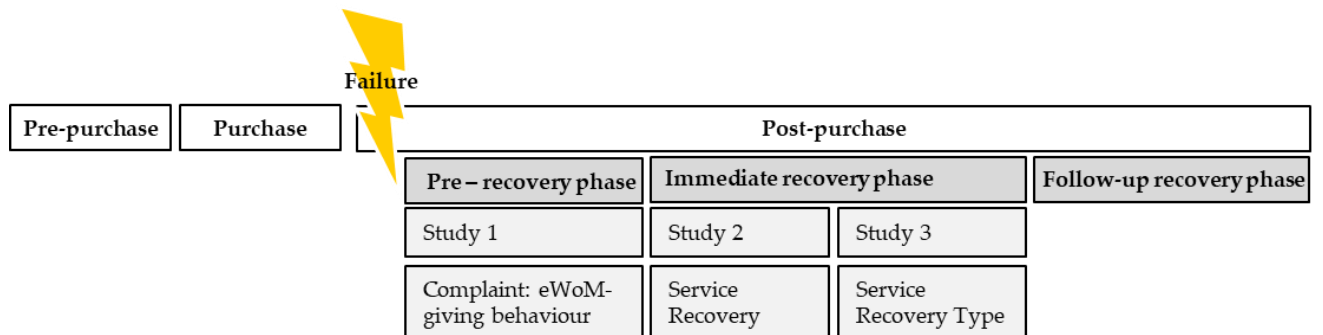 Failure
Pre-purchase Purchase Post-purchase
Pre – recovery phase Immediate recovery phase Follow-up recovery phase
Study 1 Study 2 Study 3
Complaint: eWoM- Service Service
giving behaviour Recovery Recovery Type